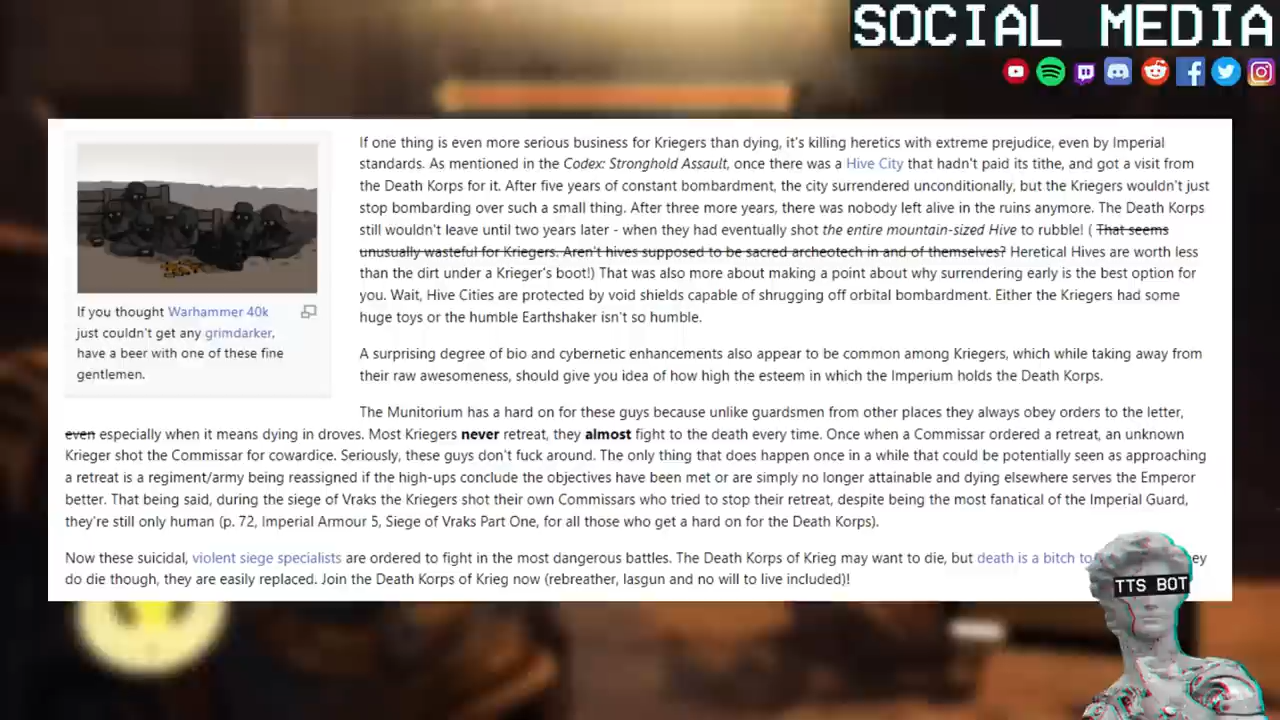 SOCIAL MEDIA
If one thing is even more serious business for Kriegers than dying, it's killing heretics with extreme prejudice, even by Imperial
standards. As mentioned in the Codex: Stronghold Assault, once there was a Hive City that hadn't paid its tithe, and got a visit from
the Death Korps for it. After five years of constant bombardment, the city surrendered unconditionally, but the Kriegers wouldn't just
stop bombarding over such a small thing. After three more years, there was nobody left alive in the ruins anymore. The Death Korps
still wouldn't leave until two years later - when they had eventually shot the entire mountain-sized Hive to rubble! ( That seems
unusually wasteful for Kriegers. Aren't hives supposed to be sacred archeotech in and of themselves? Heretical Hives are worth less
than the dirt under a Krieger's boot!) That was also more about making a point about why surrendering early is the best option for
you. Wait, Hive Cities are protected by void shields capable of shrugging off orbital bombardment. Either the Kriegers had some
huge toys or the humble Earthshaker isn't so humble.
If you thought Warhammer 40k
just couldn't get any grimdarker,
have a beer with one of these fine
gentlemen.
A surprising degree of bio and cybernetic enhancements also appear to be common among Kriegers, which while taking away from
their raw awesomeness, should give you idea of how high the esteem in which the Imperium holds the Death Korps.
The Munitorium has a hard on for these guys because unlike guardsmen from other places they always obey orders to the letter,
even especially when it means dying in droves. Most Kriegers never retreat, they almost fight to the death every time. Once when a Commissar ordered a retreat, an unknown
Krieger shot the Commissar for cowardice. Seriously, these guys don't fuck around. The only thing that does happen once in a while that could be potentially seen as approaching
a retreat is a regiment/army being reassigned if the high-ups conclude the objectives have been met or are simply no longer attainable and dying elsewhere serves the Emperor
better. That being said, during the siege of Vraks the Kriegers shot their own Commissars who tried to stop their retreat, despite being the most fanatical of the Imperial Guard,
they're still only human (p. 72, Imperial Armour 5, Siege of Vraks Part One, for all those who get a hard on for the Death Korps).
Now these suicidal, violent siege specialists are ordered to fight in the most dangerous battles. The Death Korps of Krieg may want to die, but death is a bitch to
do die though, they are easily replaced. Join the Death Korps of Krieg now (rebreather, lasgun and no will to live included)!
TTS BOT